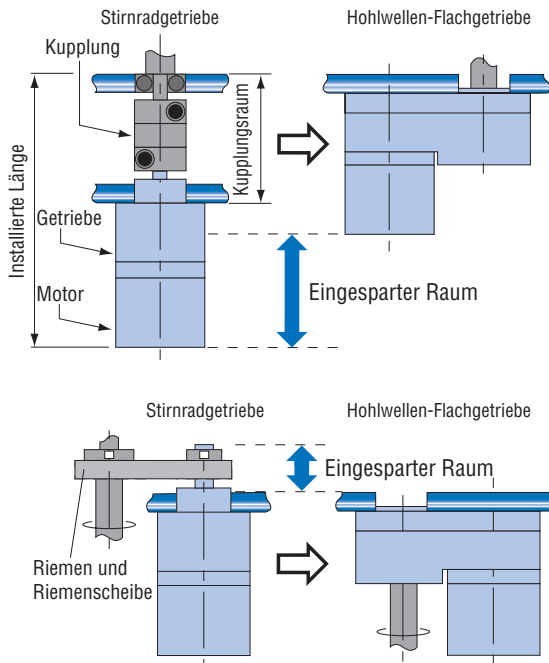 Stirnradgetriebe
Hohlwellen-Flachgetriebe
Kupplung
Installierte Länge
Kupplungsraum
Getriebe
Motor
Eingesparter Raum
Stirnradgetriebe
Hohlwellen-Flachgetriebe
Eingesparter Raum
Riemen und
Riemenscheibe